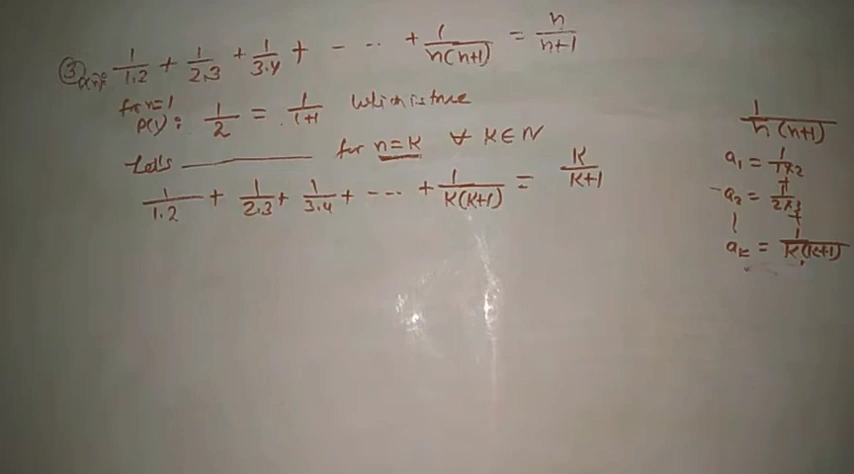 ③ P(n): 1/1.2 + 1/2.3 + 1/3.4 + - ... + 1/n(n+1) = n/n+1
for n=1
P(1): 1/2 = 1/1+1 which is true
Let's ________ for n=K ∀ K∈N
1/1.2 + 1/2.3 + 1/3.4 + - ... + 1/K(K+1) = K/K+1
1/n(n+1)
a₁ = 1/1×2
a₂ = 1/2×3
aₖ = 1/K(K+1)